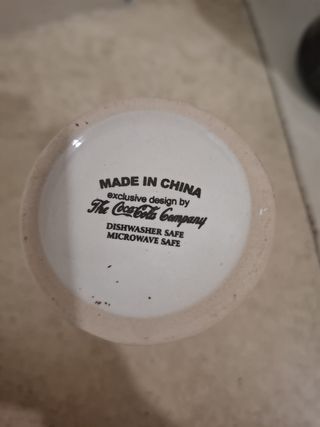 MADE IN CHINA
exclusive design by
The Coca-Cola Company
DISHWASHER SAFE
MICROWAVE SAFE